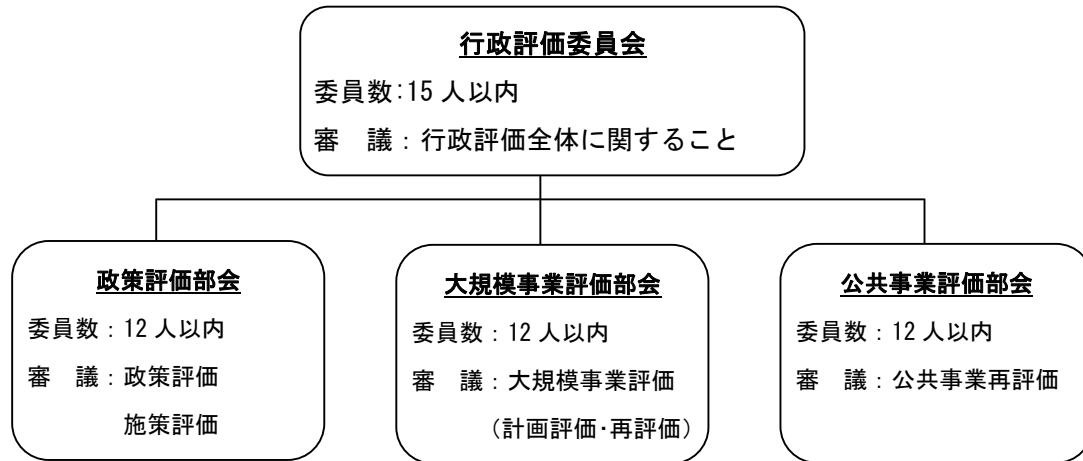 行政評価委員会
委員数:15 人以内
審　議：行政評価全体に関すること
政策評価部会
委員数：12 人以内
審　議：政策評価
施策評価
大規模事業評価部会
委員数：12 人以内
審　議：大規模事業評価
（計画評価･再評価）
公共事業評価部会
委員数：12 人以内
審　議：公共事業再評価